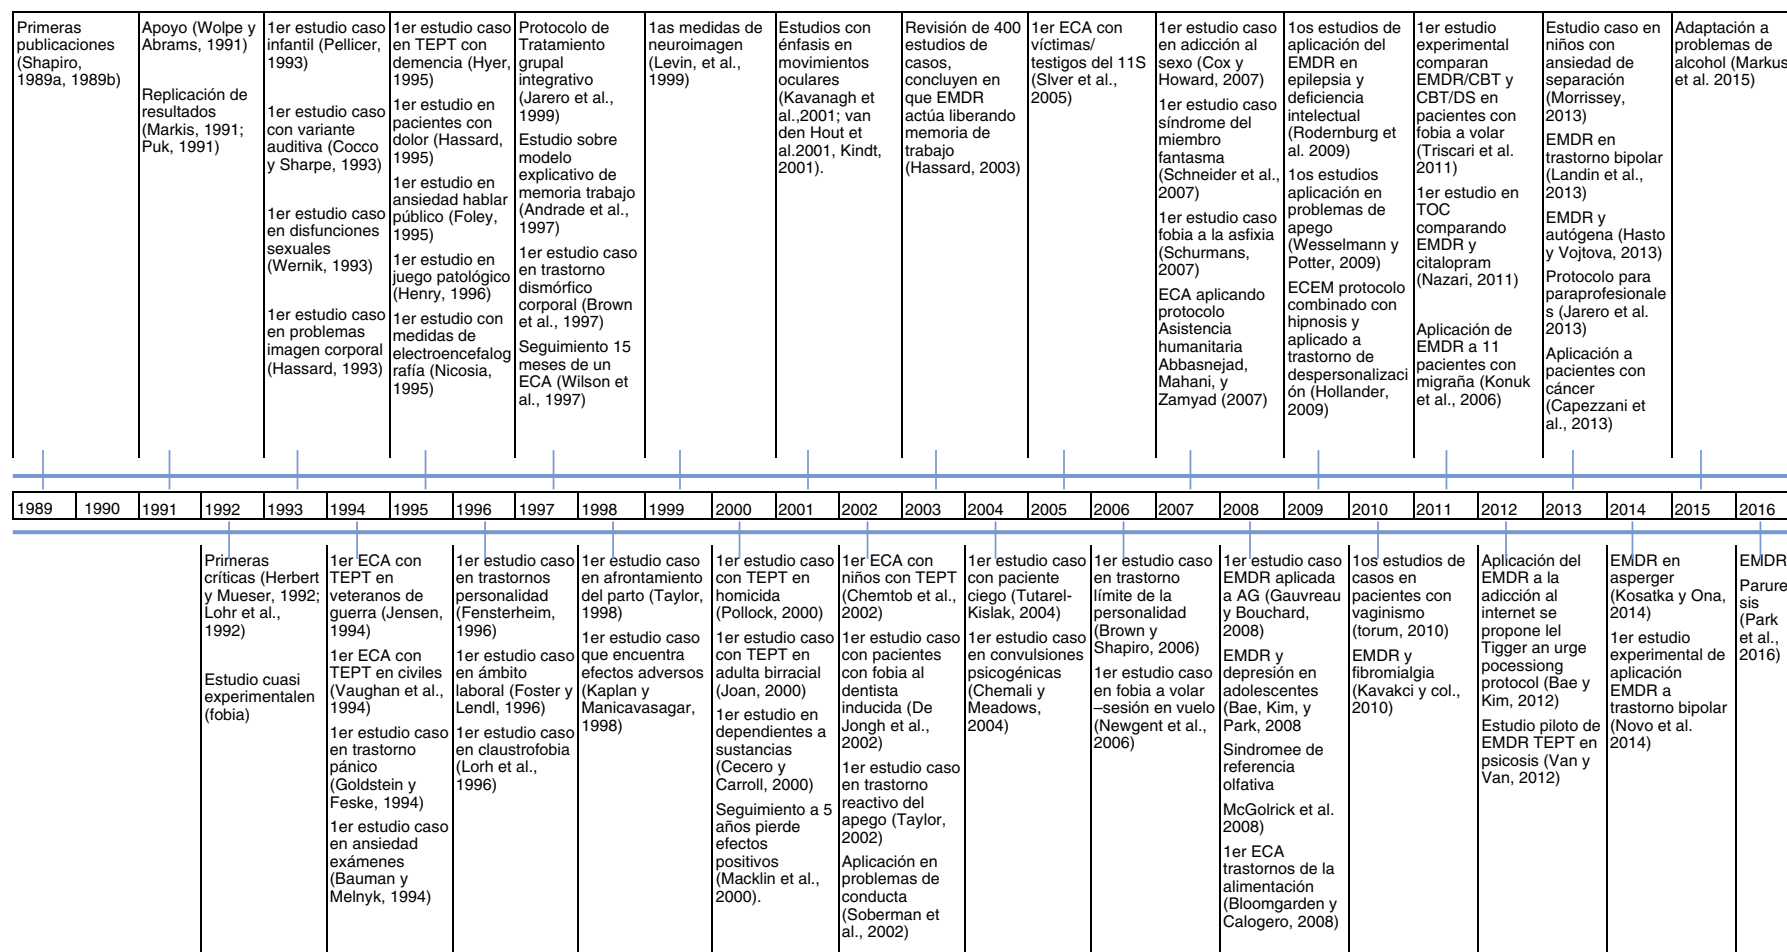 Primeras
publicaciones
(Shapiro,
1989a, 1989b)
Apoyo (Wolpe y
Abrams, 1991)
Replicación de
resultados
(Markis, 1991;
Puk, 1991)
1er estudio caso
infantil (Pellicer,
1993)
1er estudio caso
con variante
auditiva (Cocco
y Sharpe, 1993)
1er estudio caso
en disfunciones
sexuales
(Wernik, 1993)
1er estudio caso
en problemas
imagen corporal
(Hassard, 1993)
1er estudio caso
en TEPT con
demencia (Hyer,
1995)
1er estudio en
pacientes con
dolor (Hassard,
1995)
1er estudio en
ansiedad hablar
público (Foley,
1995)
1er estudio en
juego patológico
(Henry, 1996)
1er estudio con
medidas de
electroencefalog
rafía (Nicosia,
1995)
Protocolo de
Tratamiento
grupal
integrativo
(Jarero et al.,
1999)
Estudio sobre
modelo
explicativo de
memoria trabajo
(Andrade et al.,
1997)
1er estudio caso
en trastorno
dismórfico
corporal (Brown
et al., 1997)
Seguimiento 15
meses de un
ECA (Wilson et
al., 1997)
1as medidas de
neuroimagen
(Levin, et al.,
1999)
Estudios con
énfasis en
movimientos
oculares
(Kavanagh et
al.,2001; van
den Hout et
al.2001, Kindt,
2001).
Revisión de 400
estudios de
casos,
concluyen en
que EMDR
actúa liberando
memoria de
trabajo
(Hassard, 2003)
1er ECA con
víctimas/
testigos del 11S
(Slver et al.,
2005)
1er estudio caso
en adicción al
sexo (Cox y
Howard, 2007)
1er estudio caso
síndrome del
miembro
fantasma
(Schneider et al.,
2007)
1er estudio caso
fobia a la asfixia
(Schurmans,
2007)
ECA aplicando
protocolo
Asistencia
humanitaria
Abbasnejad,
Mahani, y
Zamyad (2007)
1os estudios de
aplicación del
EMDR en
epilepsia y
deficiencia
intelectual
(Rodernburg et
al. 2009)
1os estudios
aplicación en
problemas de
apego
(Wesselmann y
Potter, 2009)
ECEM protocolo
combinado con
hipnosis y
aplicado a
trastorno de
despersonalizaci
ón (Hollander,
2009)
1er estudio
experimental
comparan
EMDR/CBT y
CBT/DS en
pacientes con
fobia a volar
(Triscari et al.
2011)
1er estudio en
TOC
comparando
EMDR y
citalopram
(Nazari, 2011)
Aplicación de
EMDR a 11
pacientes con
migraña (Konuk
et al., 2006)
Estudio caso en
niños con
ansiedad de
separación
(Morrissey,
2013)
EMDR en
trastorno bipolar
(Landin et al.,
2013)
EMDR y
autógena (Hasto
y Vojtova, 2013)
Protocolo para
paraprofesionale
s (Jarero et al.
2013)
Aplicación a
pacientes con
cáncer
(Capezzani et
al., 2013)
Adaptación a
problemas de
alcohol (Markus
et al. 2015)
1989 1990 1991 1992 1993 1994 1995 1996 1997 1998 1999 2000 2001 2002 2003 2004 2005 2006 2007 2008 2009 2010 2011 2012 2013 2014 2015 2016
Primeras
críticas (Herbert
y Mueser, 1992;
Lohr et al.,
1992)
Estudio cuasi
experimentalen
(fobia)
1er ECA con
TEPT en
veteranos de
guerra (Jensen,
1994)
1er ECA con
TEPT en civiles
(Vaughan et al.,
1994)
1er estudio caso
en trastorno
pánico
(Goldstein y
Feske, 1994)
1er estudio caso
en ansiedad
exámenes
(Bauman y
Melnyk, 1994)
1er estudio caso
en trastornos
personalidad
(Fensterheim,
1996)
1er estudio caso
en ámbito
laboral (Foster y
Lendl, 1996)
1er estudio caso
en claustrofobia
(Lorh et al.,
1996)
1er estudio caso
en afrontamiento
del parto (Taylor,
1998)
1er estudio caso
que encuentra
efectos adversos
(Kaplan y
Manicavasagar,
1998)
1er estudio caso
con TEPT en
homicida
(Pollock, 2000)
1er estudio caso
con TEPT en
adulta birracial
(Joan, 2000)
1er estudio en
dependientes a
sustancias
(Cecero y
Carroll, 2000)
Seguimiento a 5
años pierde
efectos
positivos
(Macklin et al.,
2000).
1er ECA con
niños con TEPT
(Chemtob et al.,
2002)
1er estudio caso
con pacientes
con fobia al
dentista
inducida (De
Jongh et al.,
2002)
1er estudio caso
en trastorno
reactivo del
apego (Taylor,
2002)
Aplicación en
problemas de
conducta
(Soberman et
al., 2002)
1er estudio caso
con paciente
ciego (Tutarel-
Kislak, 2004)
1er estudio caso
en convulsiones
psicogénicas
(Chemali y
Meadows,
2004)
1er estudio caso
en trastorno
límite de la
personalidad
(Brown y
Shapiro, 2006)
1er estudio caso
en fobia a volar
–sesión en vuelo
(Newgent et al.,
2006)
1er estudio caso
EMDR aplicada
a AG (Gauvreau
y Bouchard,
2008)
EMDR y
depresión en
adolescentes
(Bae, Kim, y
Park, 2008
Sindromee de
referencia
olfativa
McGolrick et al.
2008)
1er ECA
trastornos de la
alimentación
(Bloomgarden y
Calogero, 2008)
1os estudios de
casos en
pacientes con
vaginismo
(torum, 2010)
EMDR y
fibromialgia
(Kavakci y col.,
2010)
Aplicación del
EMDR a la
adicción al
internet se
propone lel
Tigger an urge
pocessiong
protocol (Bae y
Kim, 2012)
Estudio piloto de
EMDR TEPT en
psicosis (Van y
Van, 2012)
EMDR en
asperger
(Kosatka y Ona,
2014)
1er estudio
experimental de
aplicación
EMDR a
trastorno bipolar
(Novo et al.
2014)
EMDR
Parure
sis
(Park
et al.,
2016)